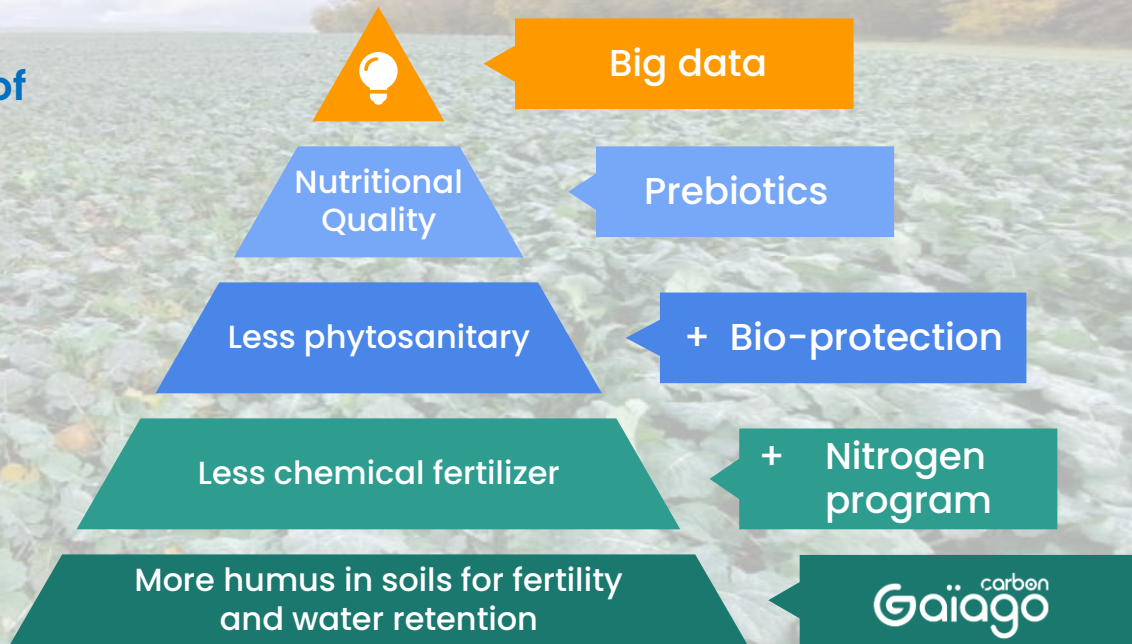 of
Big data
Nutritional
Quality
Prebiotics
Less phytosanitary
+ Bio-protection
Less chemical fertilizer
+ Nitrogen
program
More humus in soils for fertility
and water retention
carbon
Gaïago